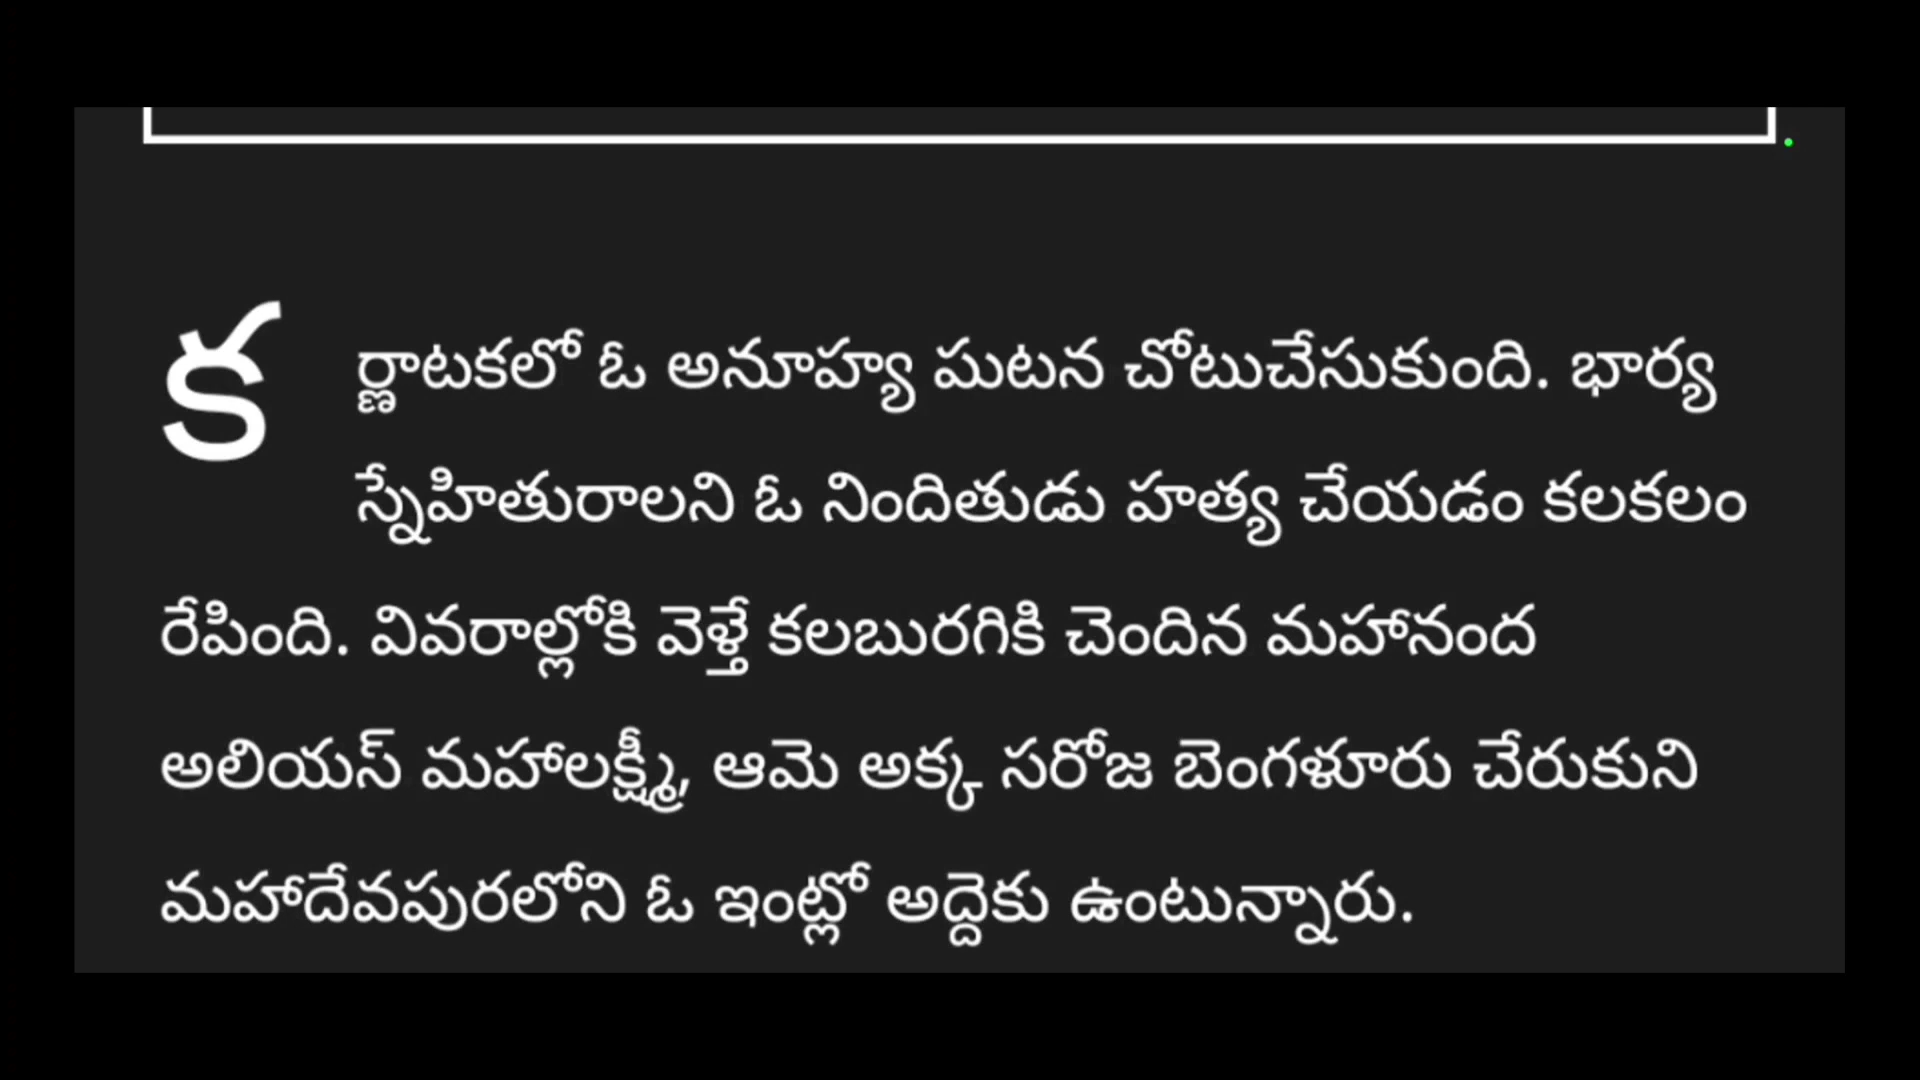 కర్ణాటకలో ఓ అనూహ్య ఘటన చోటుచేసుకుంది. భార్య
స్నేహితురాలని ఓ నిందితుడు హత్య చేయడం కలకలం
రేపింది. వివరాల్లోకి వెళ్తే కలబురగికి చెందిన మహానంద
అలియస్ మహాలక్ష్మీ, ఆమె అక్క సరోజ బెంగళూరు చేరుకుని
మహాదేవపురలోని ఓ ఇంట్లో అద్దెకు ఉంటున్నారు.